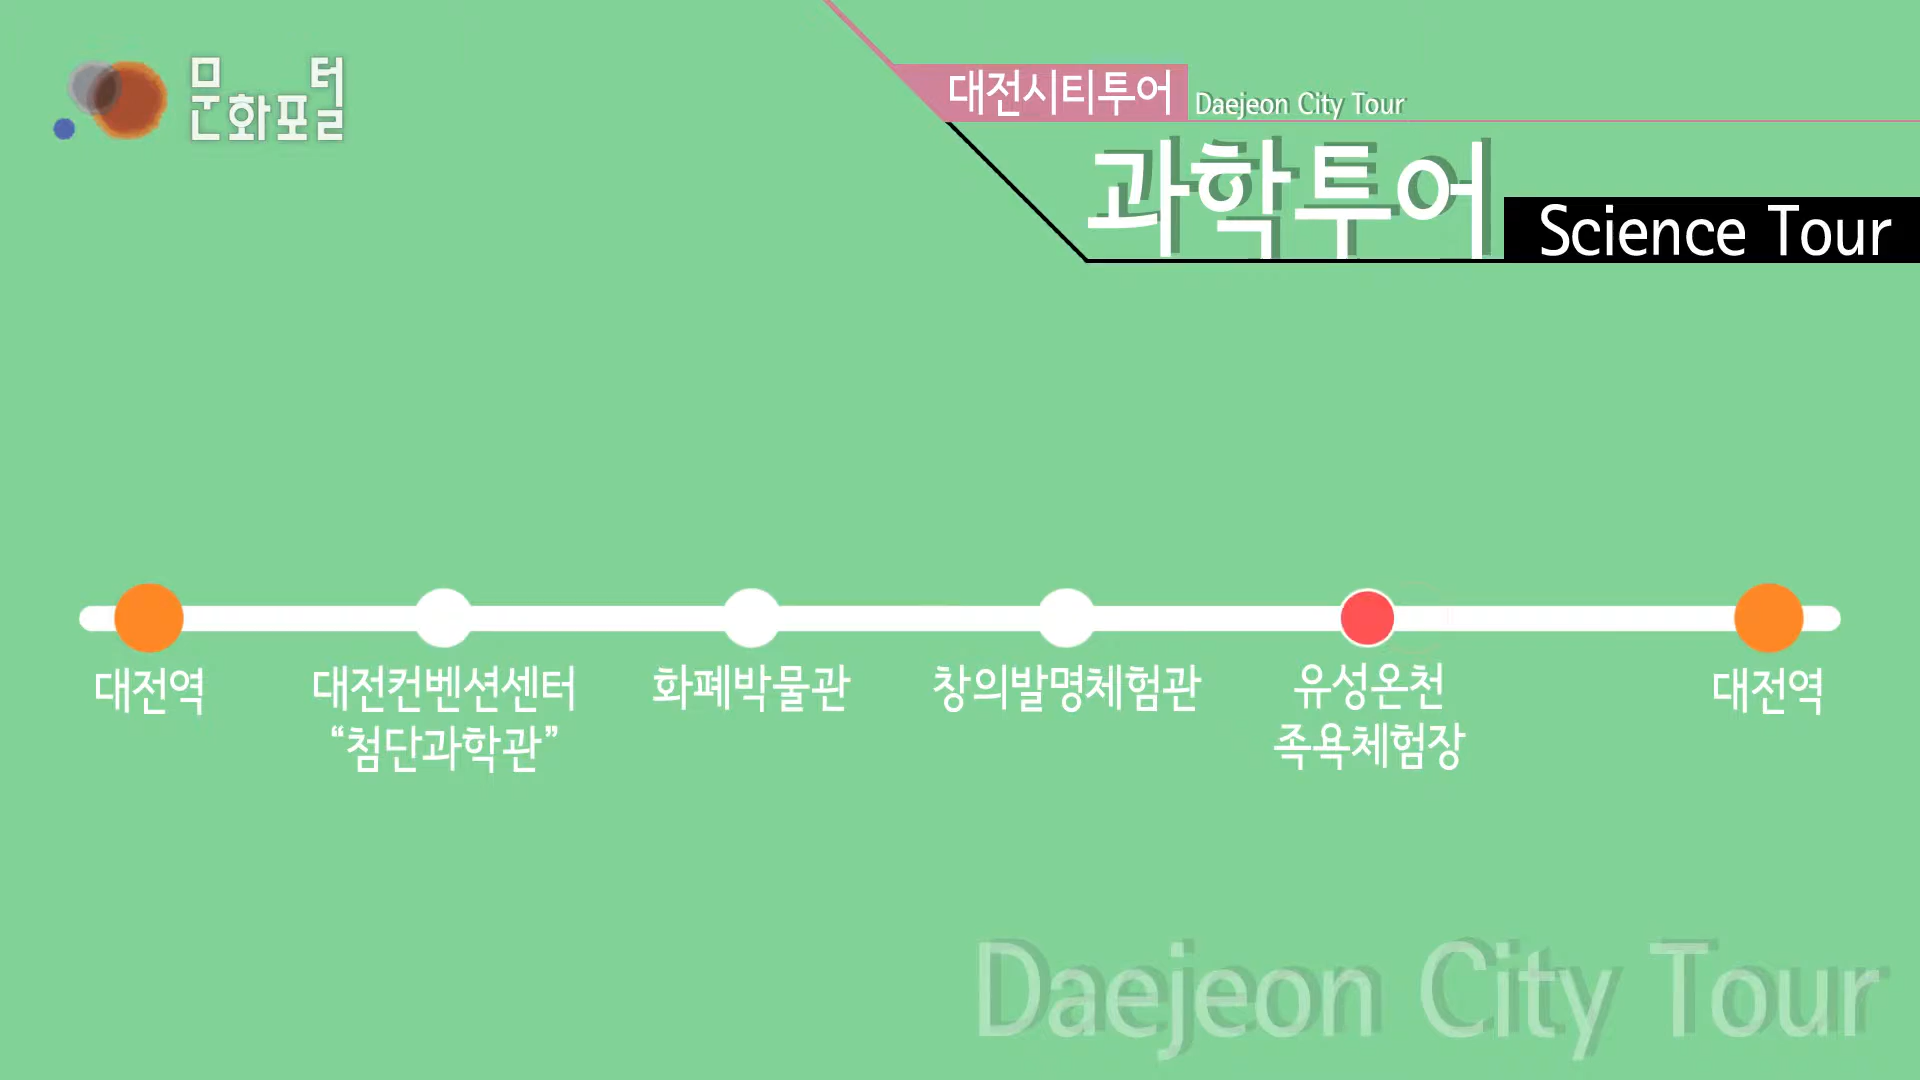 문화포털
대전시티투어 Daejeon City Tour
과학투어 Science Tour
대전역
대전컨벤션센터
“첨단과학관”
화폐박물관
창의발명체험관
유성온천
족욕체험장
대전역
Daejeon City Tour